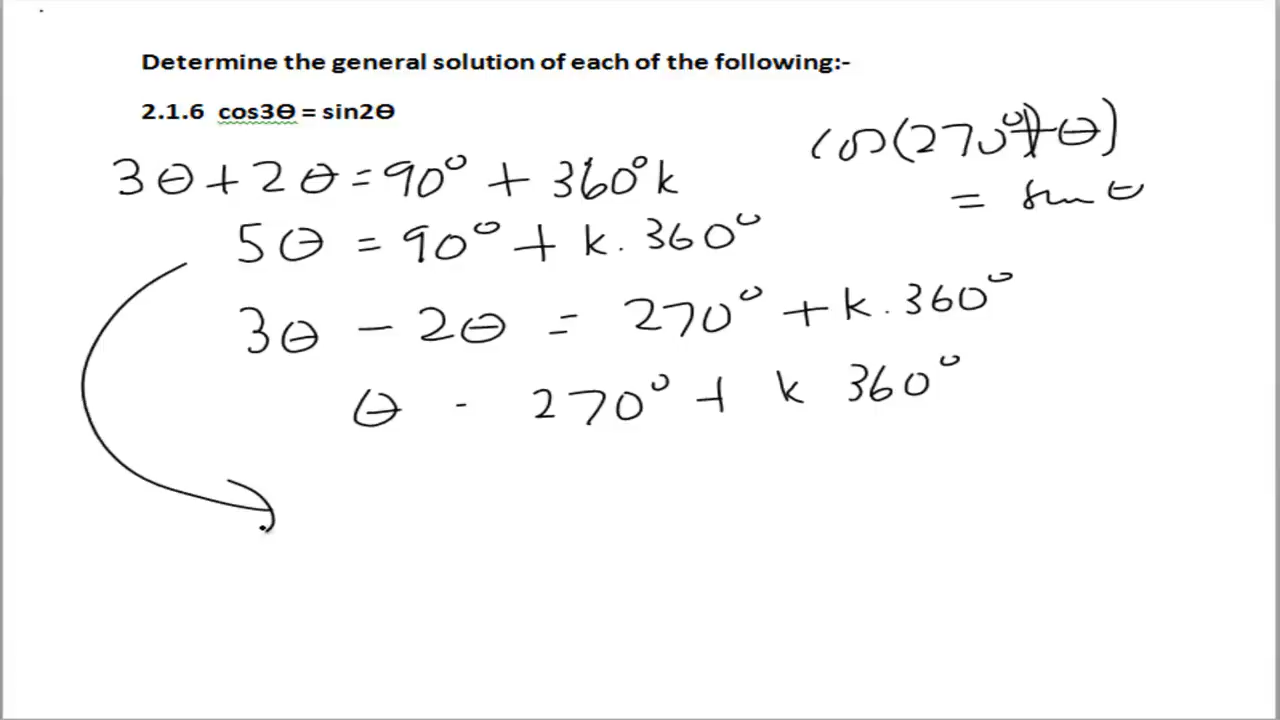 Determine the general solution of each of the following:-
2.1.6 cos3θ = sin2θ
cos(270°+θ)
= sin θ
3θ + 2θ = 90° + 360°k
5θ = 90° + k. 360°
3θ - 2θ = 270° + k. 360°
θ - 270° + k 360°